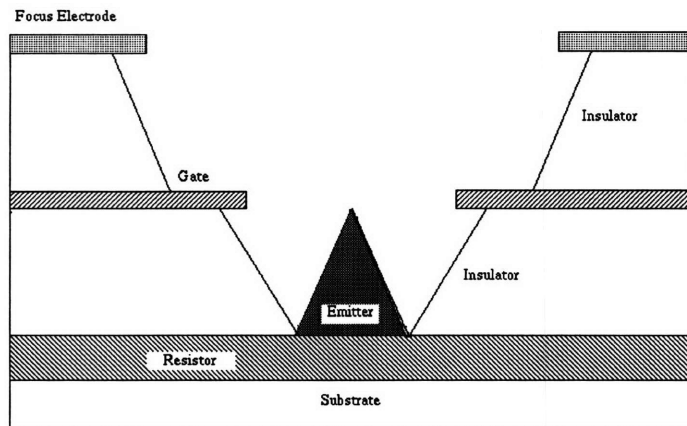 Focus Electrode
Insulator
Gate
Insulator
Emitter
Resistor
Substrate